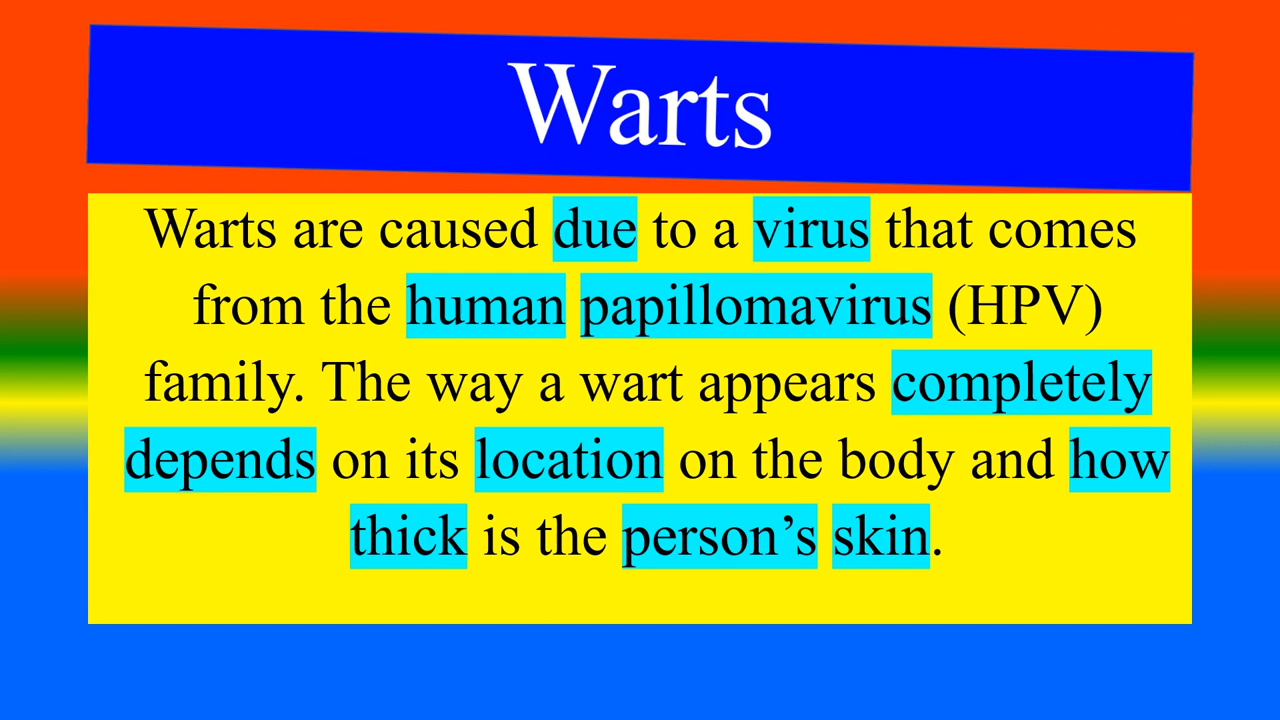 Warts
Warts are caused due to a virus that comes
from the human papillomavirus (HPV)
family. The way a wart appears completely
depends on its location on the body and how
thick is the person’s skin.